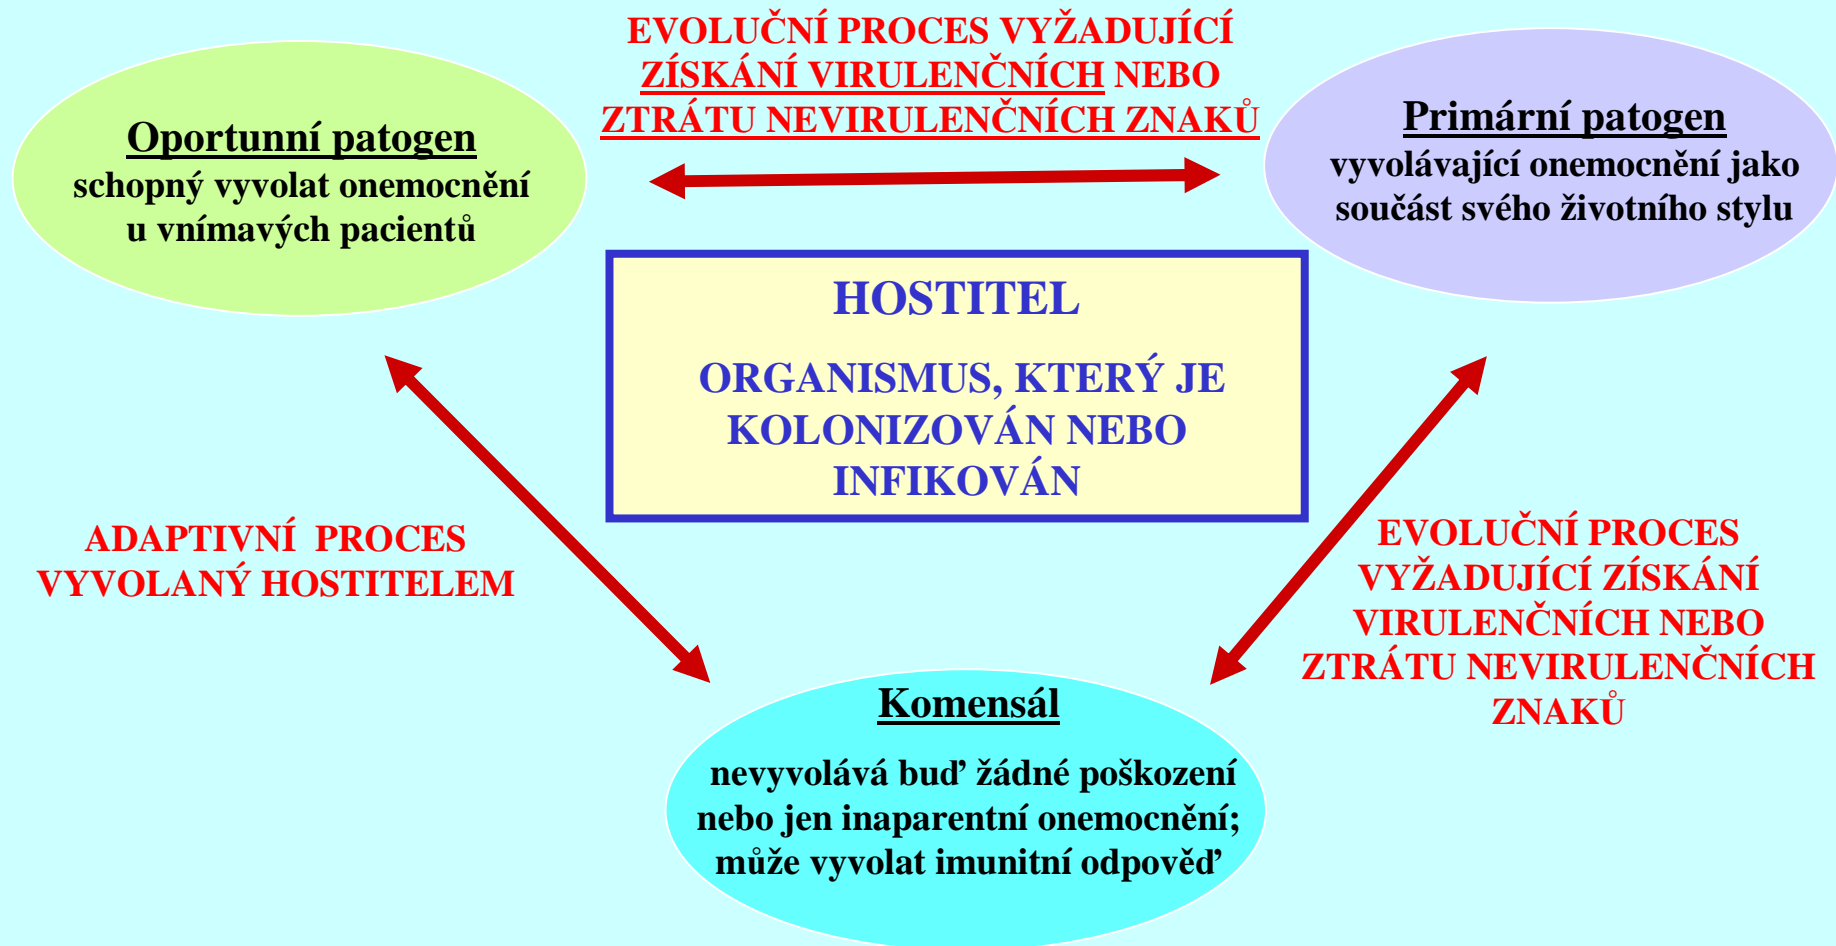 EVOLUČNÍ PROCES VYŽADUJÍCÍ
ZÍSKÁNÍ VIRULENČNÍCH NEBO
ZTRÁTU NEVIRULENČNÍCH ZNAKŮ
Oportunní patogen
schopný vyvolat onemocnění
u vnímavých pacientů
Primární patogen
vyvolávající onemocnění jako
součást svého životního stylu
HOSTITEL
ORGANISMUS, KTERÝ JE
KOLONIZOVÁN NEBO
INFIKOVÁN
ADAPTIVNÍ PROCES
VYVOLANÝ HOSTITELEM
EVOLUČNÍ PROCES
VYŽADUJÍCÍ ZÍSKÁNÍ
VIRULENČNÍCH NEBO
ZTRÁTU NEVIRULENČNÍCH
ZNAKŮ
Komensál
nevyvolává buď žádné poškození
nebo jen inaparentní onemocnění;
může vyvolat imunitní odpověď